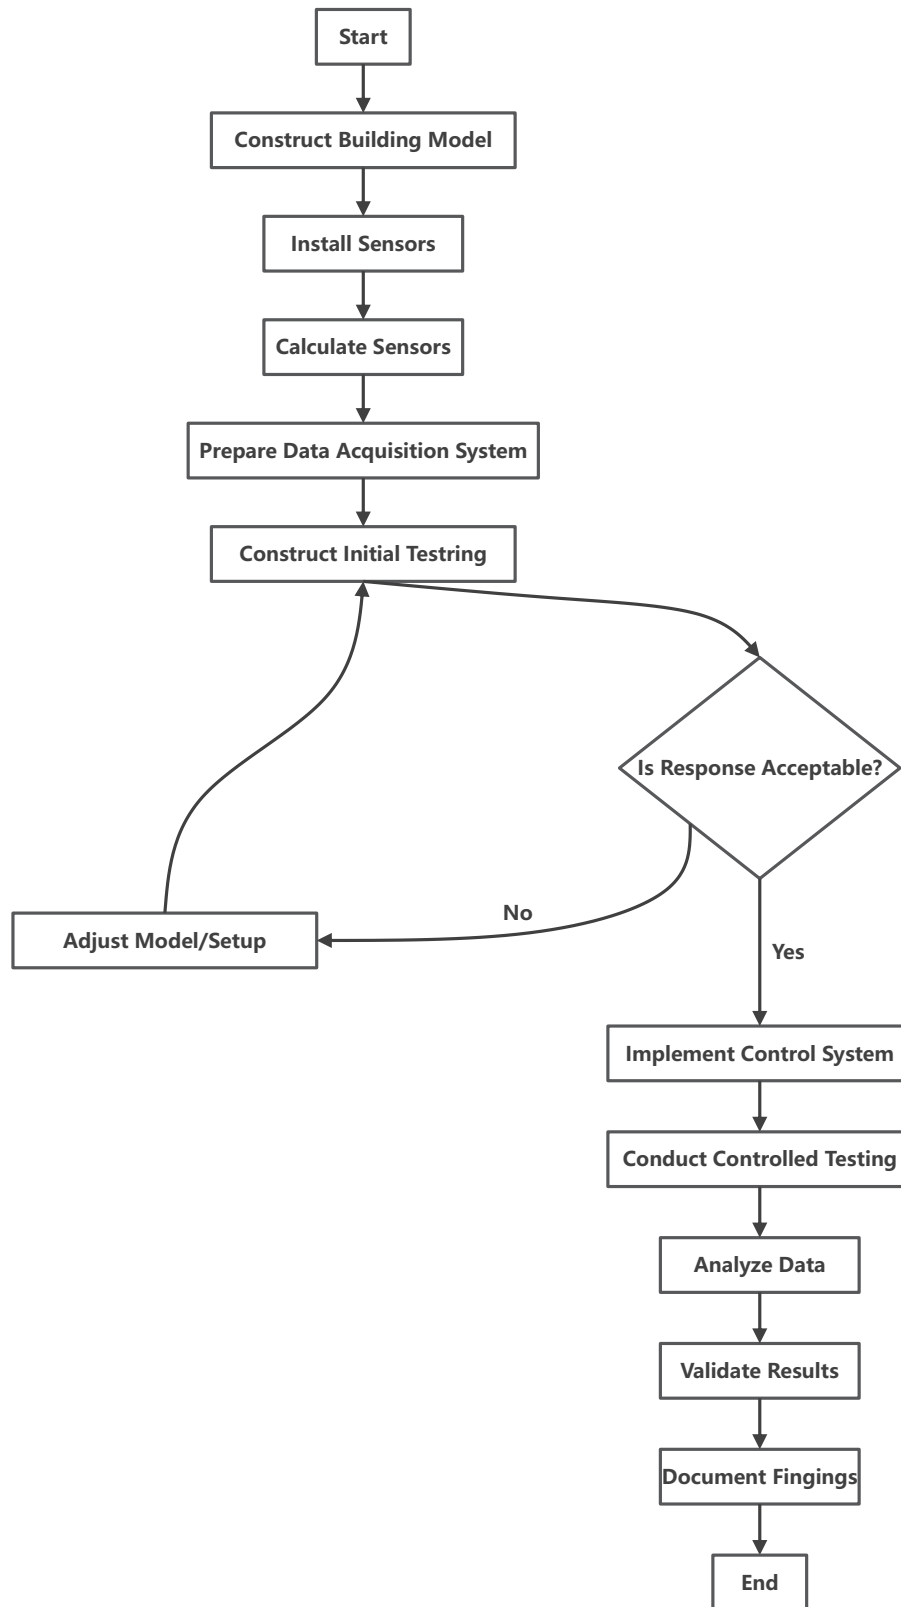 Start
Construct Building Model
Install Sensors
Calculate Sensors
Prepare Data Acquisition System
Construct Initial Testring
Is Response Acceptable?
No
Adjust Model/Setup
Yes
Implement Control System
Conduct Controlled Testing
Analyze Data
Validate Results
Document Fingings
End